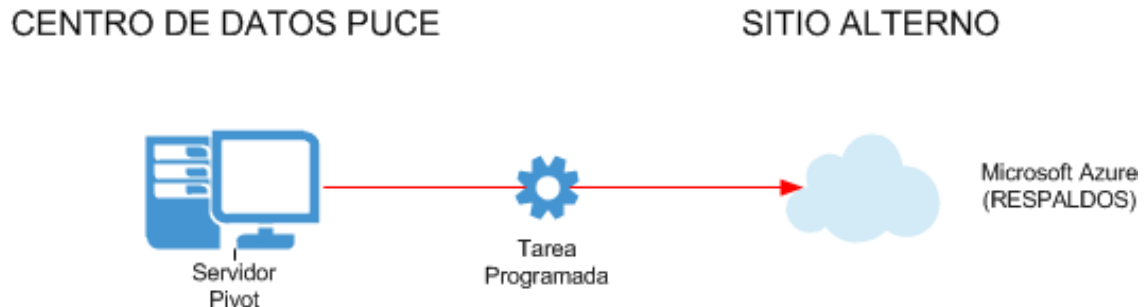 CENTRO DE DATOS PUCE
SITIO ALTERNO
Servidor
Pivot
Tarea
Programada
Microsoft Azure
(RESPALDOS)